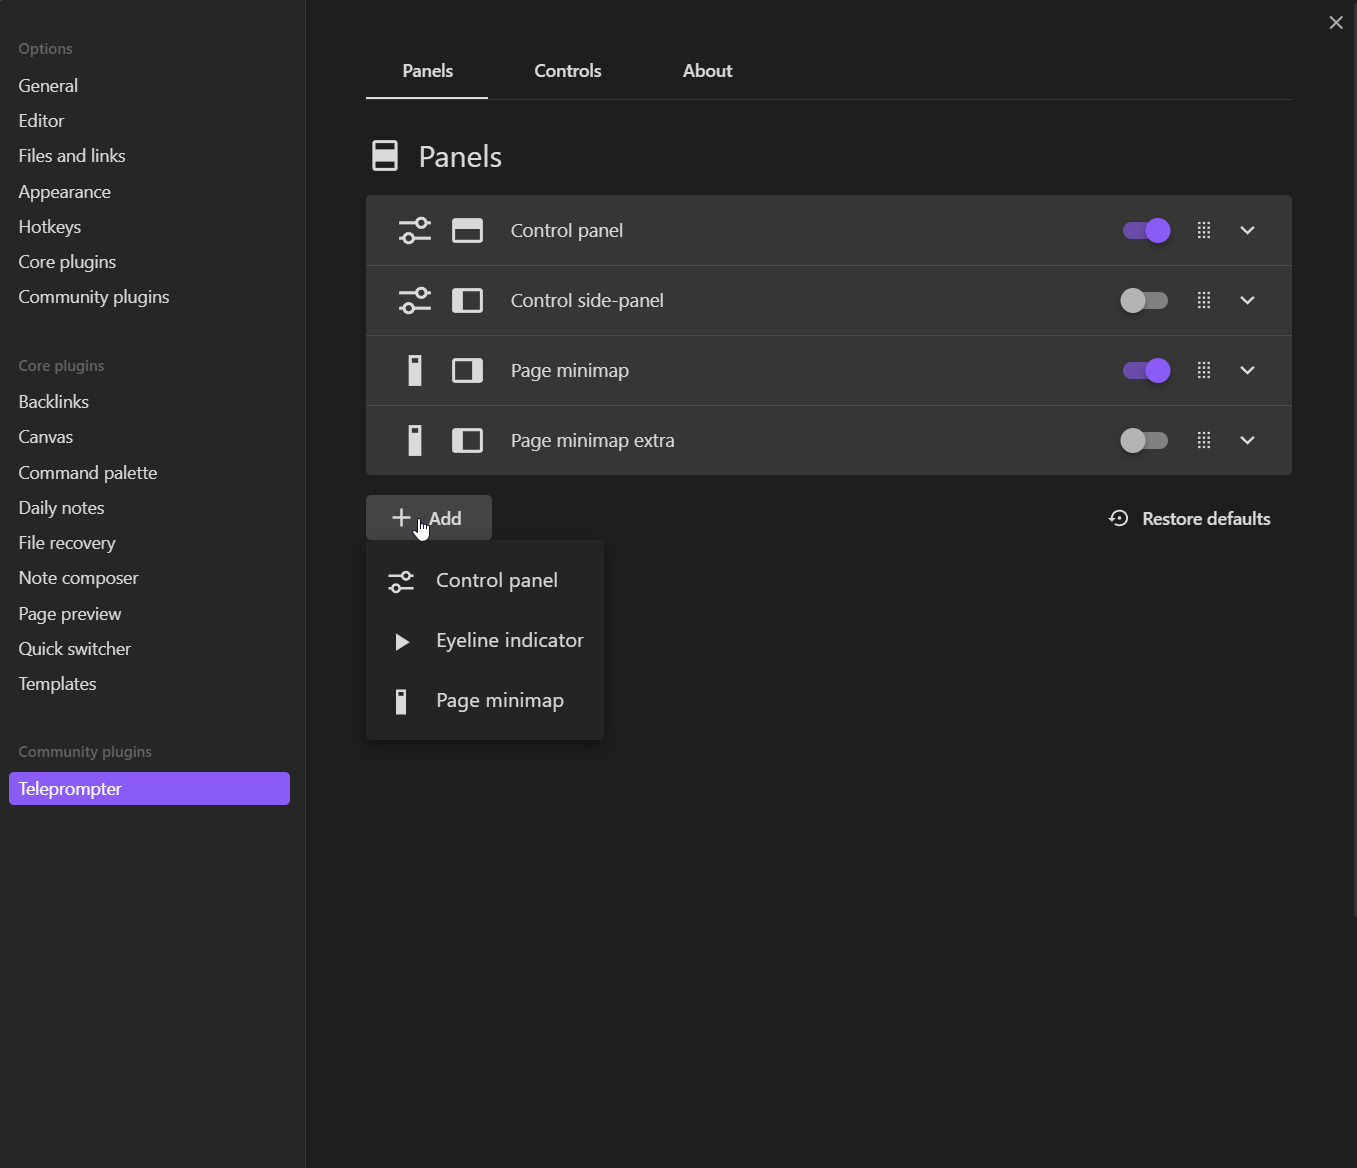 Options
General
Editor
Files and links
Appearance
Hotkeys
Core plugins
Community plugins
Core plugins
Backlinks
Canvas
Command palette
Daily notes
File recovery
Note composer
Page preview
Quick switcher
Templates
Community plugins
Teleprompter
Panels Controls About
Panels
Control panel
Control side-panel
Page minimap
Page minimap extra
Add Restore defaults
Control panel
Eyeline indicator
Page minimap